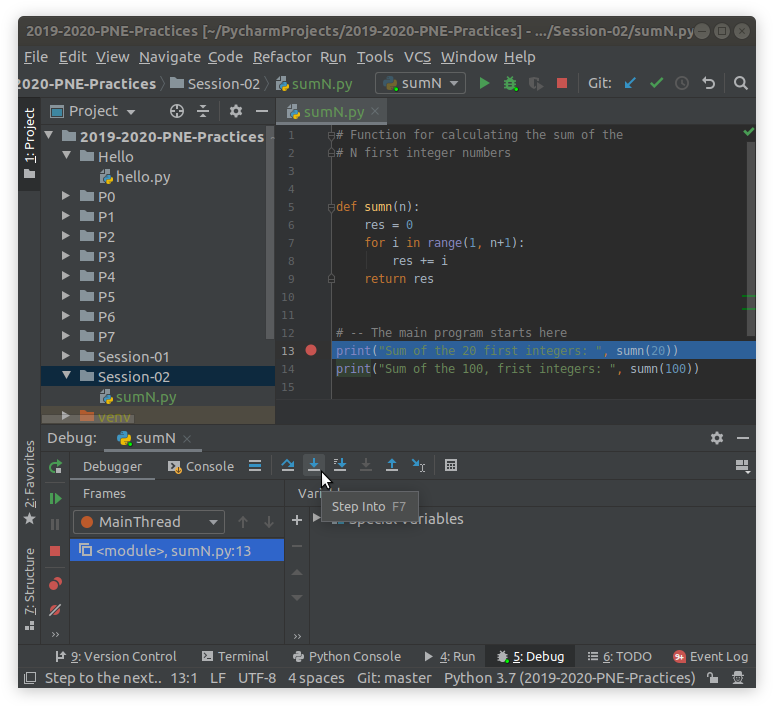 2019-2020-PNE-Practices [~/PycharmProjects/2019-2020-PNE-Practices] - .../Session-02/sumN.py
File Edit View Navigate Code Refactor Run Tools VCS Window Help
2020-PNE-Practices Session-02 sumN.py sumN Git:
1: Project
Project
2019-2020-PNE-Practices
Hello
hello.py
P0
P1
P2
P3
P4
P5
P6
P7
Session-01
Session-02
sumN.py
venv
sumN.py
1 # Function for calculating the sum of the
2 # N first integer numbers
3
4
5 def sumn(n):
6 res = 0
7 for i in range(1, n+1):
8 res += i
9 return res
10
11
12 # -- The main program starts here
13 print("Sum of the 20 first integers: ", sumn(20))
14 print("Sum of the 100, frist integers: ", sumn(100))
15
2: Favorites
7: Structure
Debug: sumN
Debugger Console
Frames
MainThread
<module>, sumN.py:13
Step Into F7
Special Variables
9: Version Control Terminal Python Console 4: Run 5: Debug 6: TODO 9+ Event Log
Step to the next.. 13:1 LF UTF-8 4 spaces Git: master Python 3.7 (2019-2020-PNE-Practices)